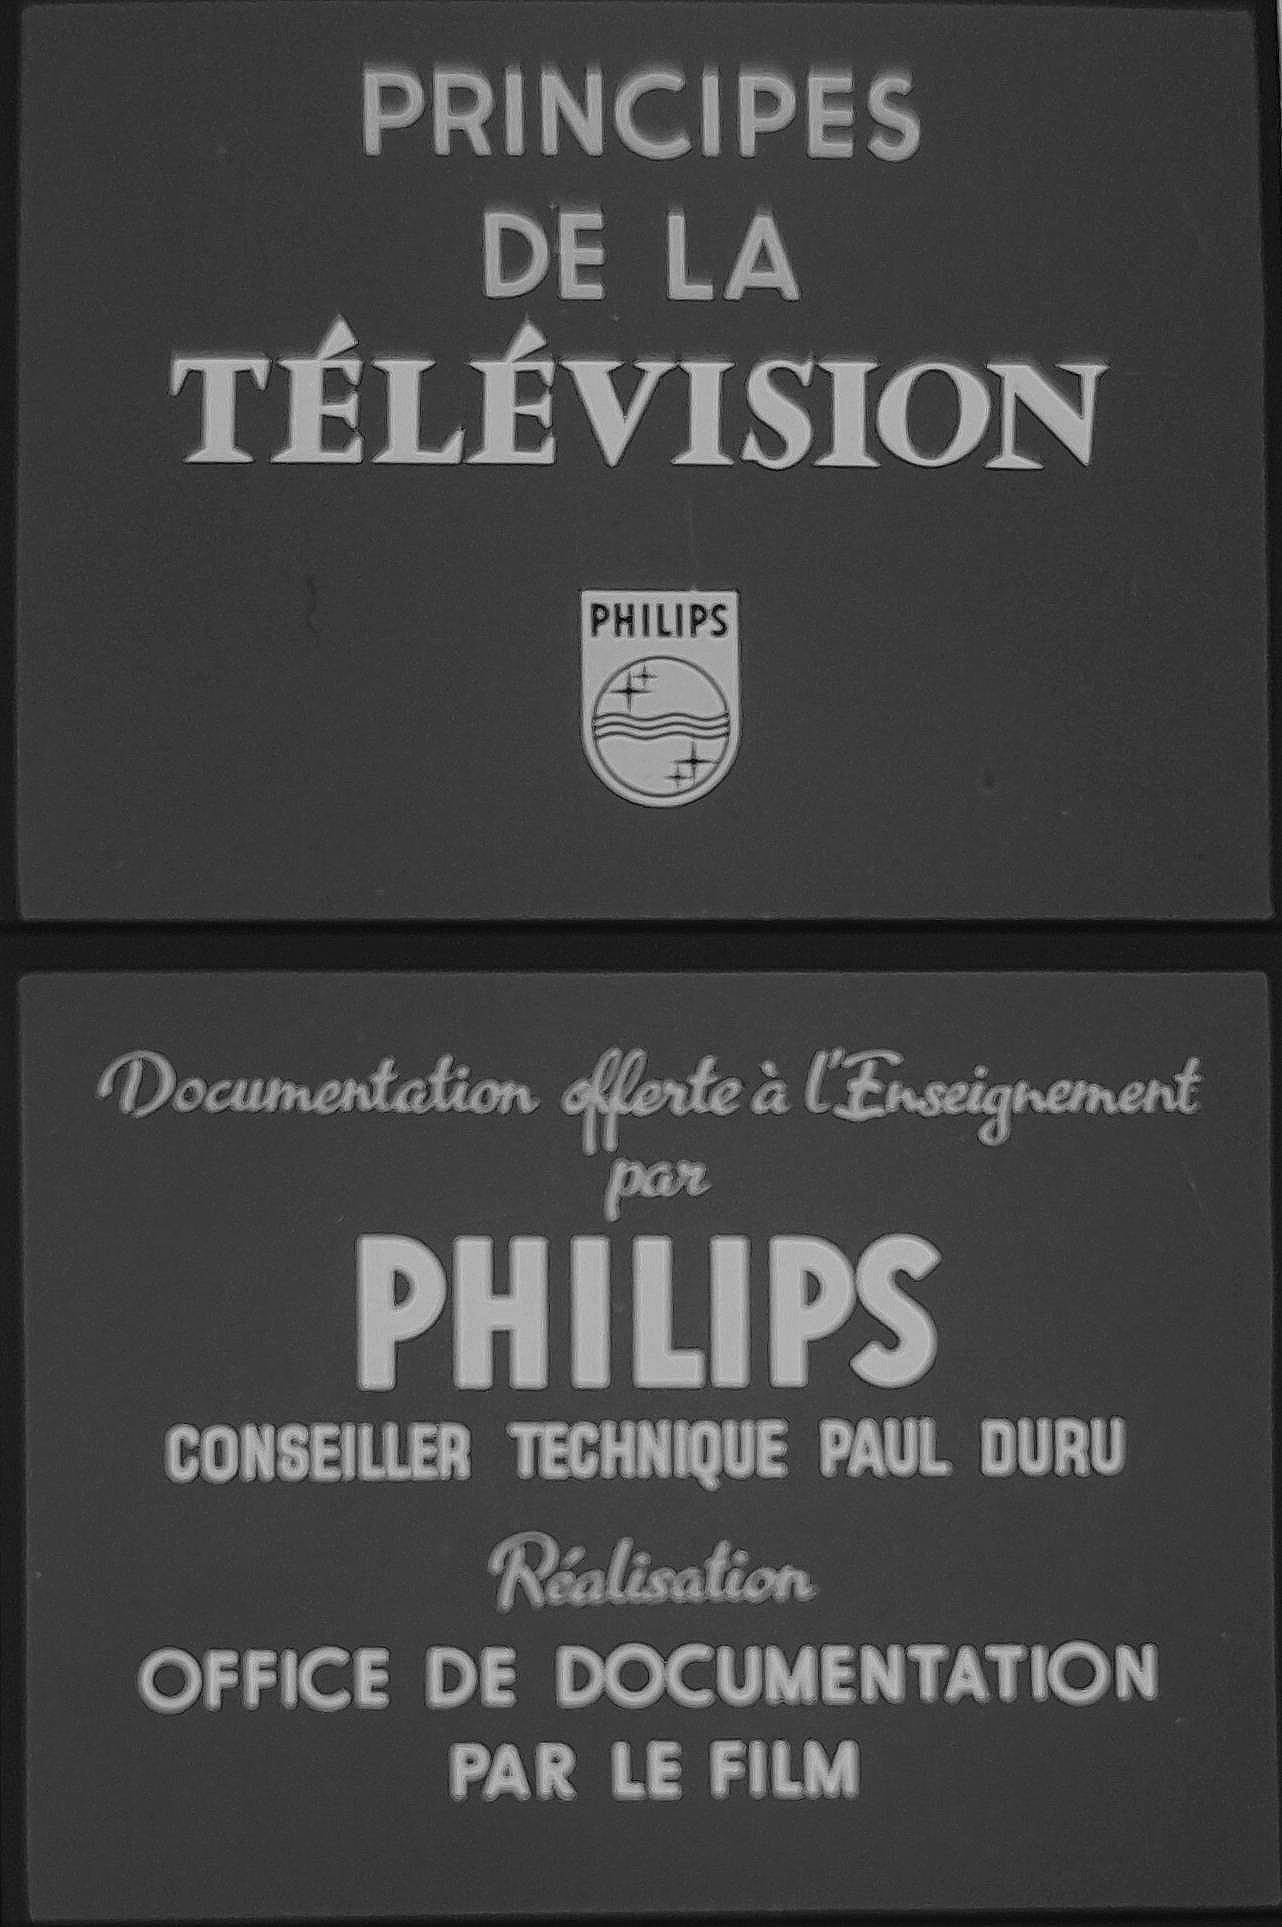 PRINCIPES
DE LA
TÉLÉVISION
PHILIPS
Documentation offerte à l'Enseignement
par
PHILIPS
CONSEILLER TECHNIQUE PAUL DURU
Réalisation
OFFICE DE DOCUMENTATION
PAR LE FILM